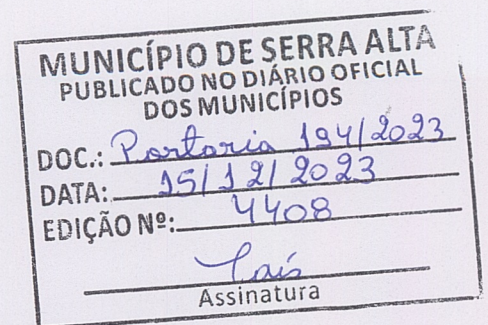 MUNICÍPIO DE SERRA ALTA
PUBLICADO NO DIÁRIO OFICIAL
DOS MUNICÍPIOS
DOC.: Portaria 194/2023
DATA: 15/12/2023
EDIÇÃO Nº: 4408
Laís
Assinatura